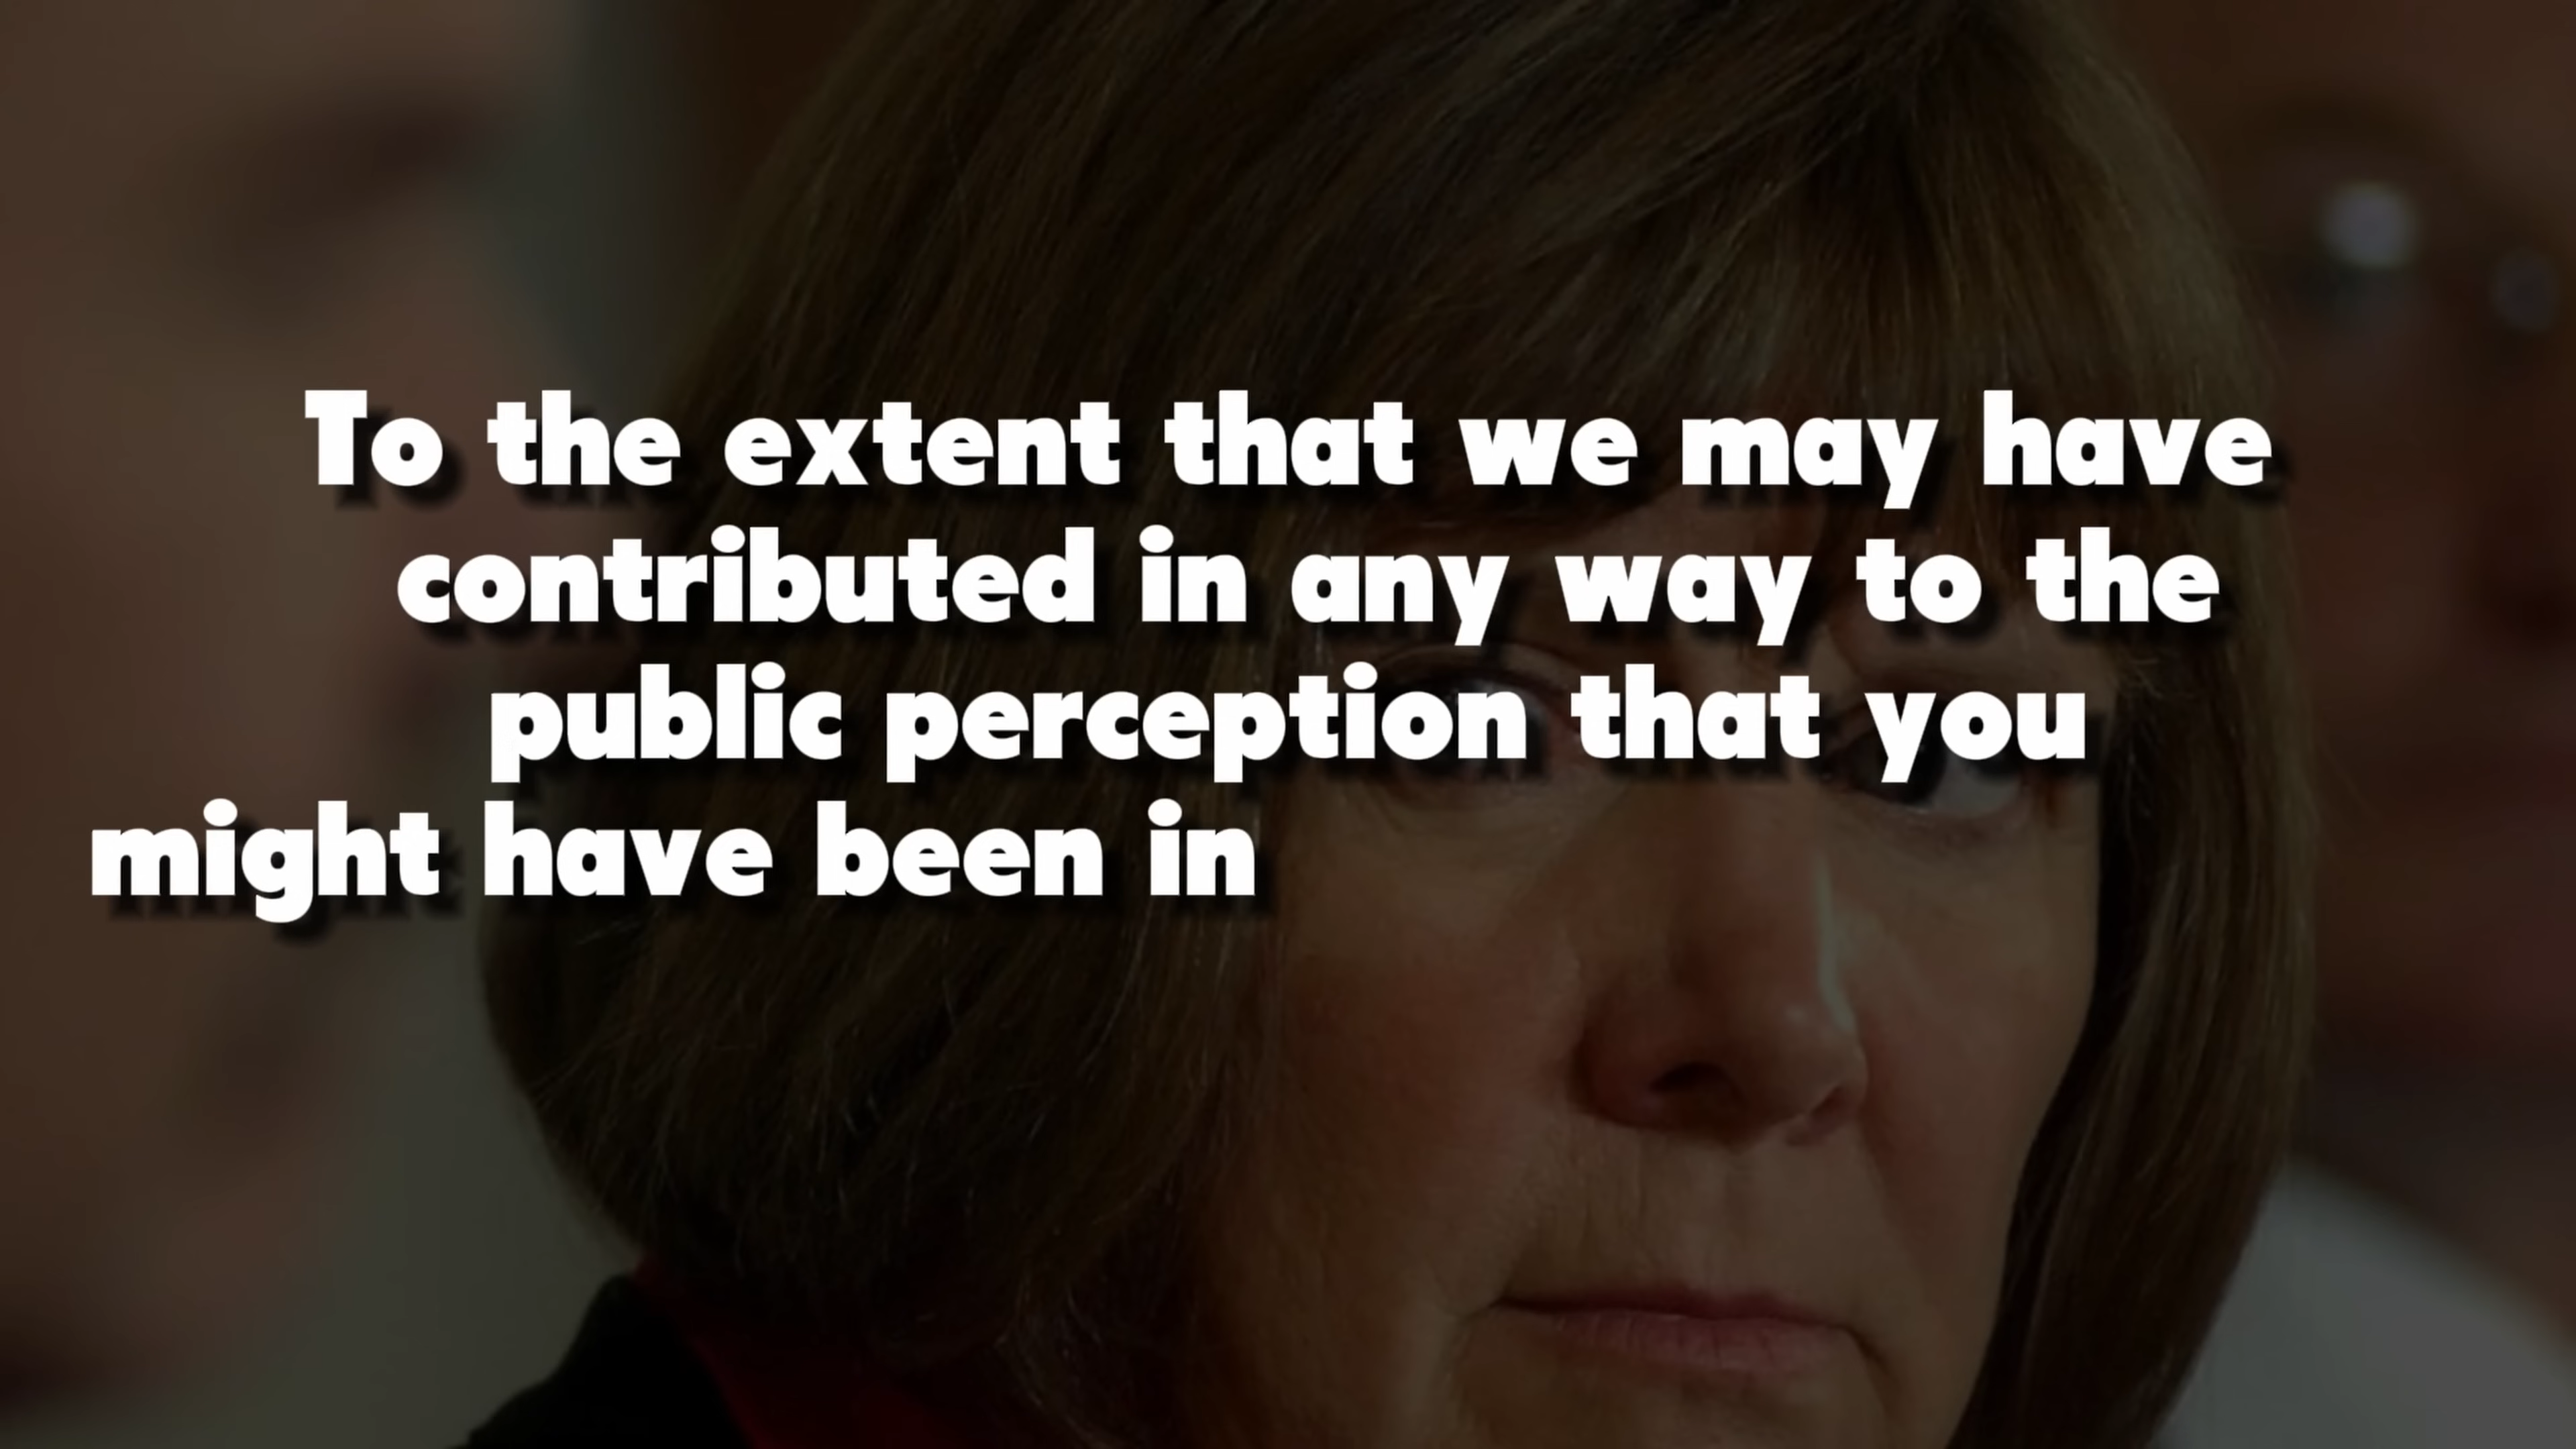 To the extent that we may have
contributed in any way to the
public perception that you
might have been in